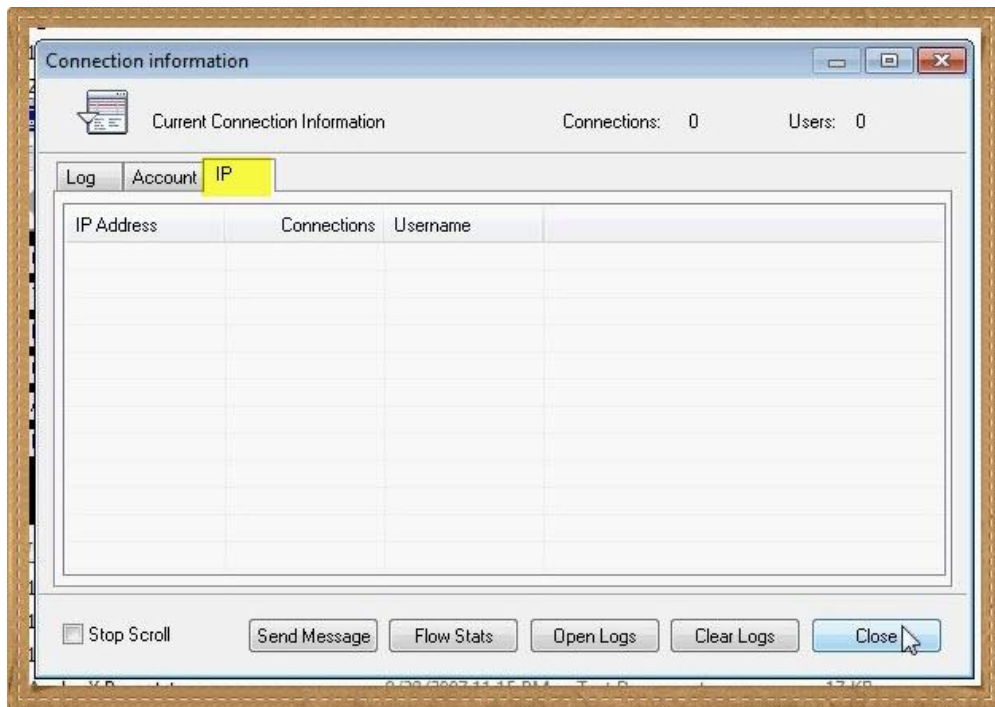 Connection information
Current Connection Information Connections: 0 Users: 0
Log Account IP
IP Address Connections Username
Stop Scroll Send Message Flow Stats Open Logs Clear Logs Close